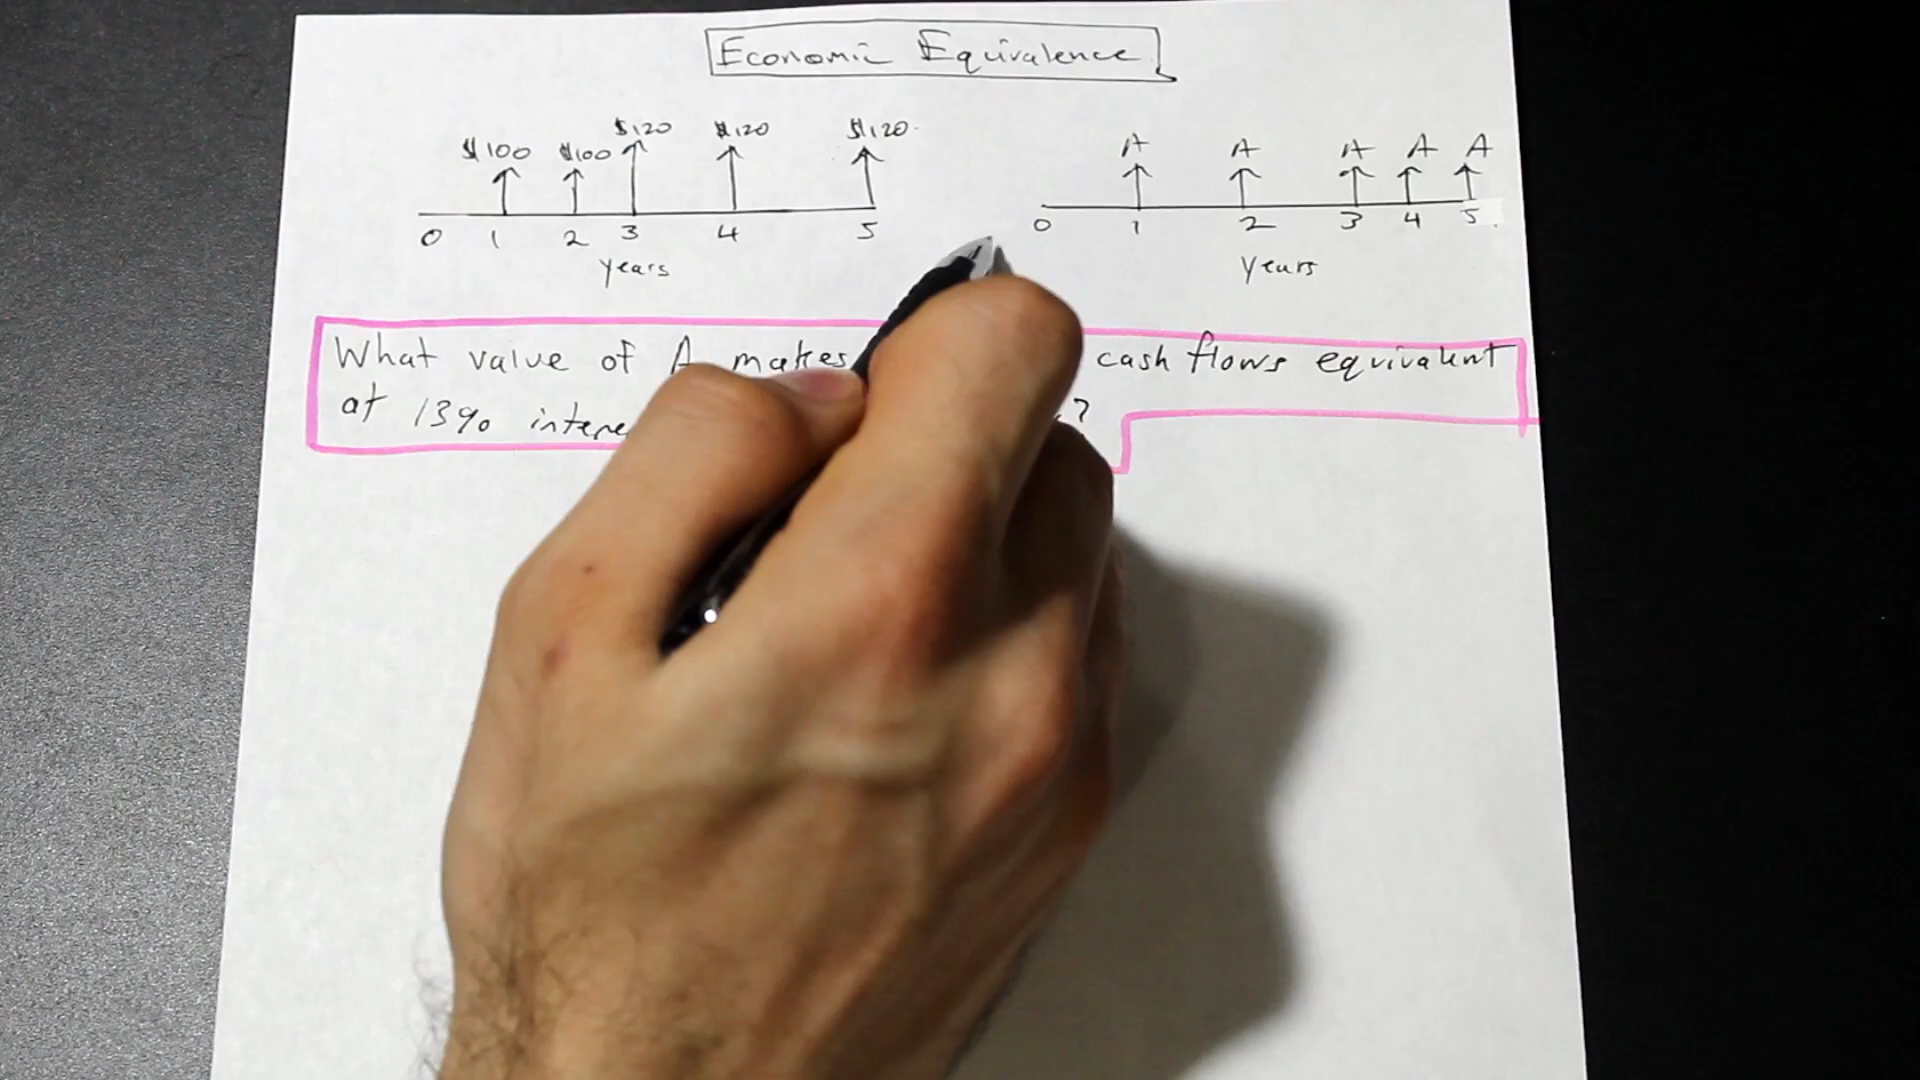 Economic Equivalence
$100 $100 $120 $120 $120
0 1 2 3 4 5
years
A A A A A
0 1 2 3 4 5
years
What value of A makes cash flows equivalent
at 13% ?